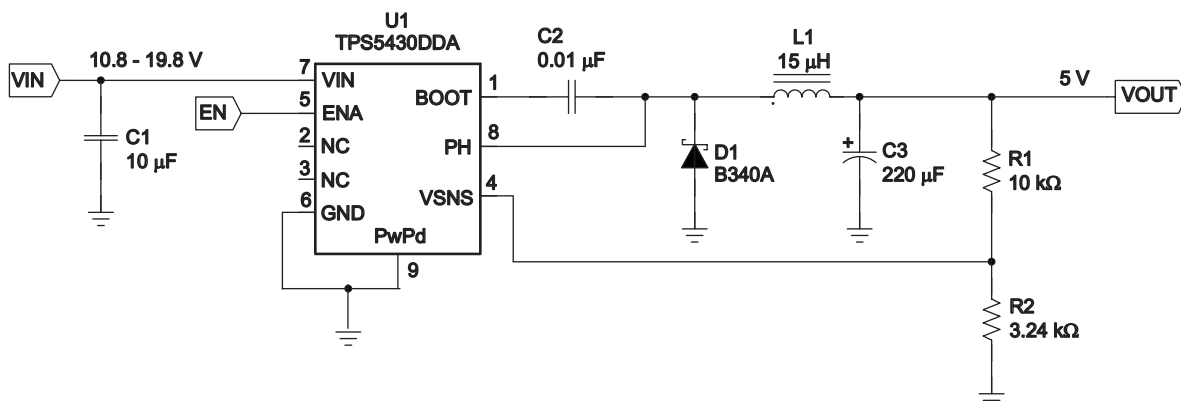 U1
TPS5430DDA
VIN
10.8 - 19.8 V
C1
10 μF
EN
7
5
2
3
6
VIN
ENA
NC
NC
GND
BOOT
PH
VSNS
PwPd
1
8
4
9
C2
0.01 μF
D1
B340A
L1
15 μH
C3
+
220 μF
5 V
VOUT
R1
10 kΩ
R2
3.24 kΩ